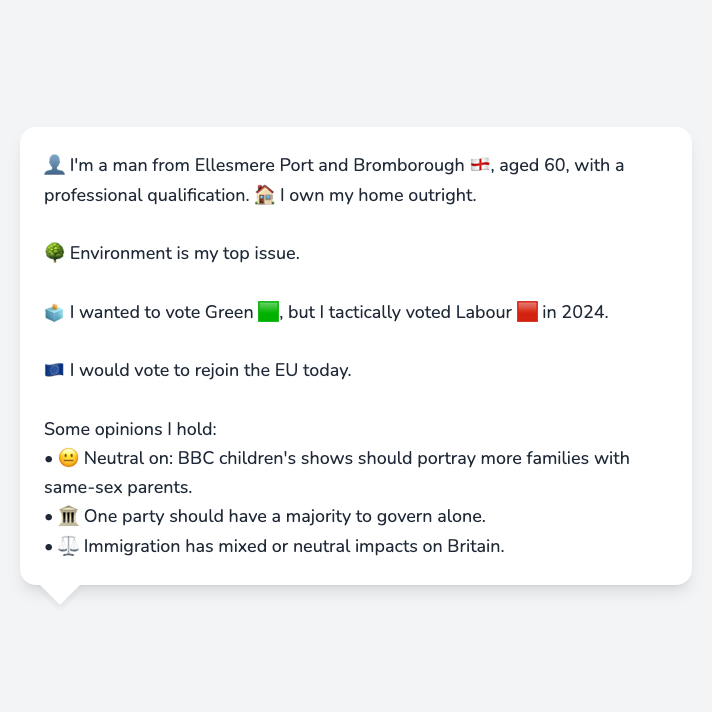 👤 I'm a man from Ellesmere Port and Bromborough 🏴󠁧󠁢󠁥󠁮󠁧󠁿, aged 60, with a
professional qualification. 🏠 I own my home outright.
🌳 Environment is my top issue.
🗳️ I wanted to vote Green 🟩, but I tactically voted Labour 🟥 in 2024.
🇪🇺 I would vote to rejoin the EU today.
Some opinions I hold:
• 😐 Neutral on: BBC children's shows should portray more families with
same-sex parents.
• 🏛️ One party should have a majority to govern alone.
• ⚖️ Immigration has mixed or neutral impacts on Britain.